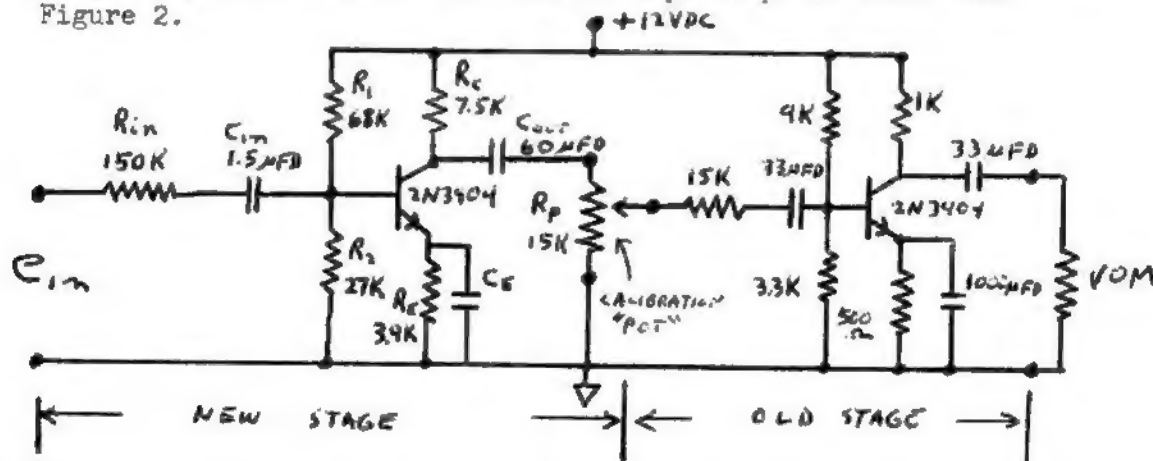 Figure 2.
+12VDC
R1
68K
Rc
7.5K
Rin
150K
Cin
1.5µFD
Cout
60µFD
2N3904
RP
15K
R2
27K
RE
3.9K
CE
CALIBRATION
"POT"
ein
15K
33µFD
9K
1K
33µFD
2N3904
3.3K
500
Ω
1000µFD
VOM
NEW STAGE
OLD STAGE